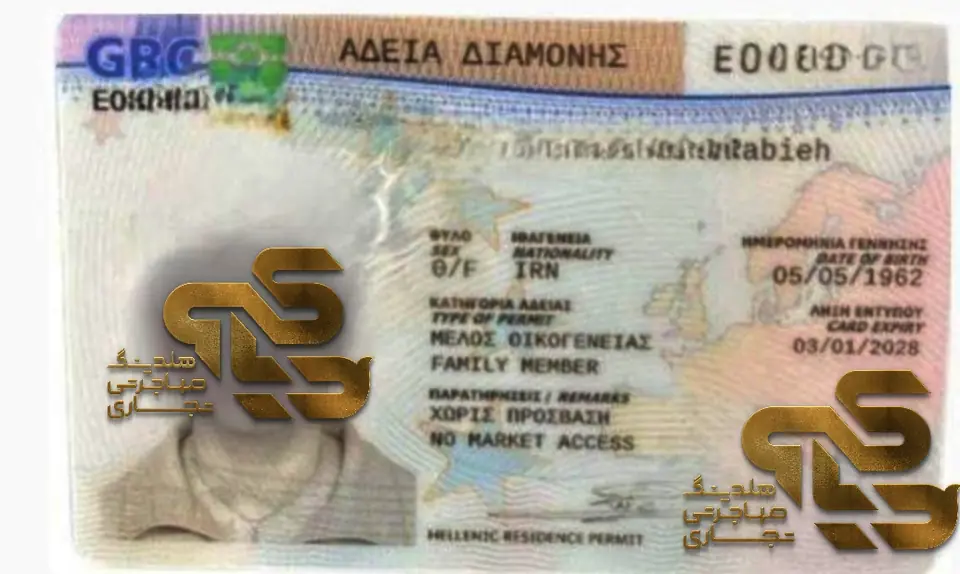 ΑΔΕΙΑ ΔΙΑΜΟΝΗΣ
ΦΥΛΟ
SEX
Θ/F
ΙΘΑΓΕΝΕΙΑ
NATIONALITY
IRN
ΗΜΕΡΟΜΗΝΙΑ ΓΕΝΝΗΣΗΣ
DATE OF BIRTH
05/05/1962
ΚΑΤΗΓΟΡΙΑ ΑΔΕΙΑΣ
TYPE OF PERMIT
ΜΕΛΟΣ ΟΙΚΟΓΕΝΕΙΑΣ
FAMILY MEMBER
ΛΗΞΗ ΕΝΤΥΠΟΥ
CARD EXPIRY
03/01/2028
ΠΑΡΑΤΗΡΗΣΕΙΣ / REMARKS
ΧΩΡΙΣ ΠΡΟΣΒΑΣΗ
NO MARKET ACCESS
HELLENIC RESIDENCE PERMIT
هلدینگ
مهاجرتی
تجاری
هلدینگ
مهاجرتی
تجاری